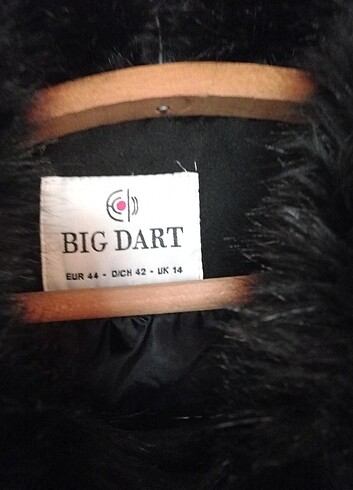 BIG DART
EUR 44 - D/CH 42 - UK 14